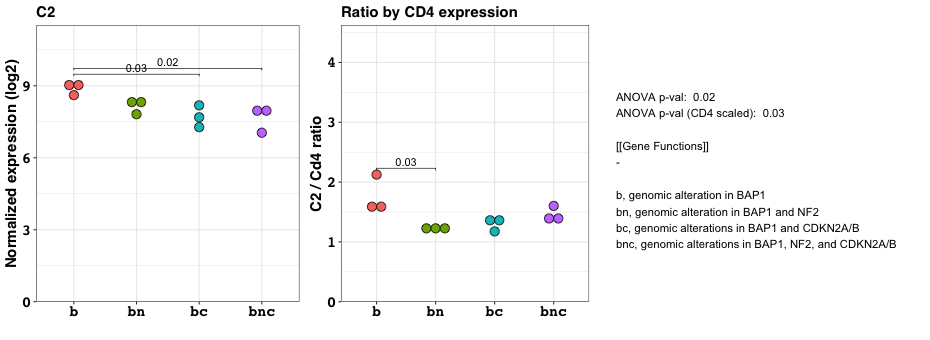 C2
Normalized expression (log2)
9
6
3
0
0.02
0.03
b
bn
bc
bnc
Ratio by CD4 expression
C2 / Cd4 ratio
4
3
2
1
0
0.03
b
bn
bc
bnc
ANOVA p-val:  0.02
ANOVA p-val (CD4 scaled):  0.03
[[Gene Functions]]
-
b, genomic alteration in BAP1
bn, genomic alteration in BAP1 and NF2
bc, genomic alterations in BAP1 and CDKN2A/B
bnc, genomic alterations in BAP1, NF2, and CDKN2A/B